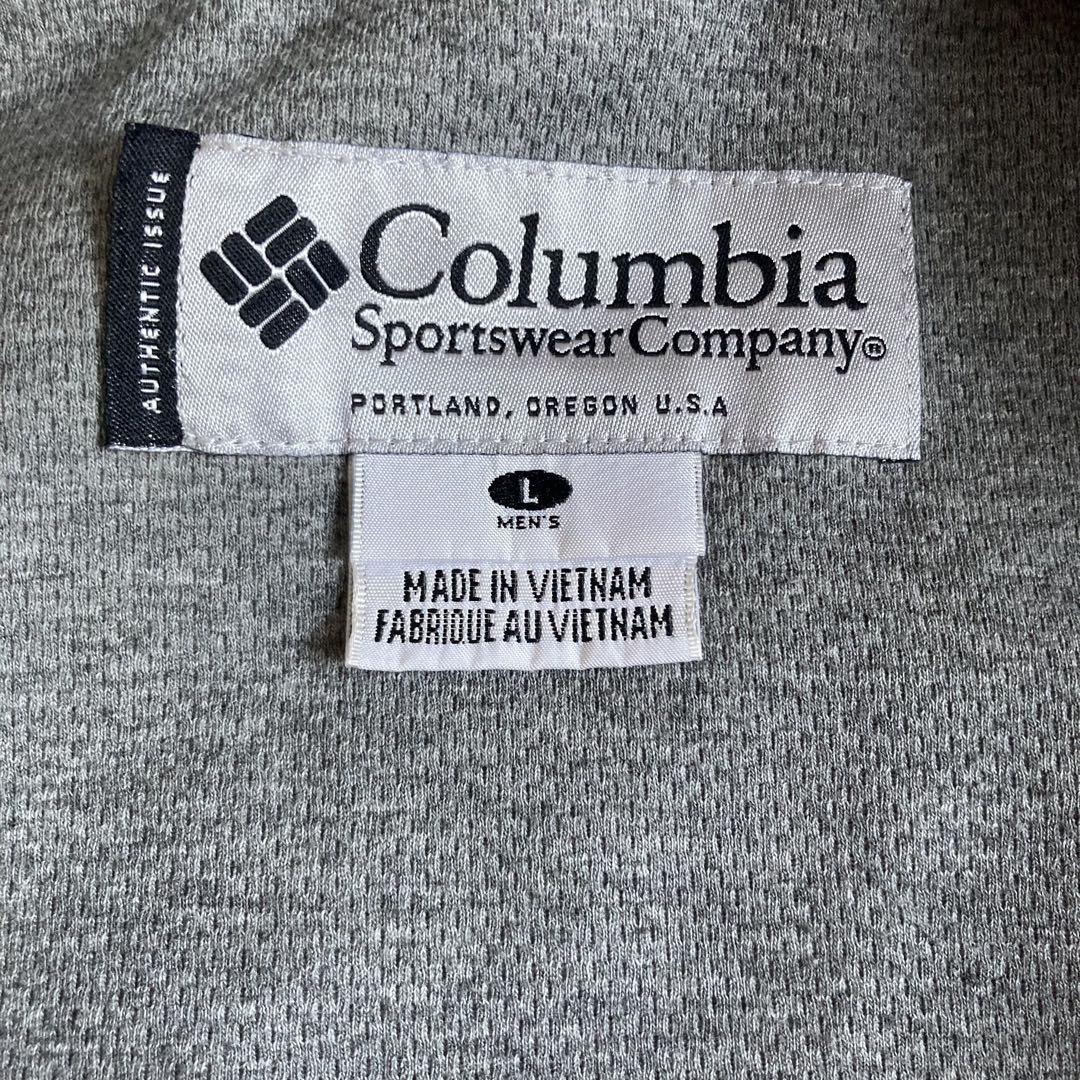 AUTHENTIC ISSUE
Columbia
Sportswear Company®
PORTLAND, OREGON U.S.A
L
MEN'S
MADE IN VIETNAM
FABRIQUE AU VIETNAM